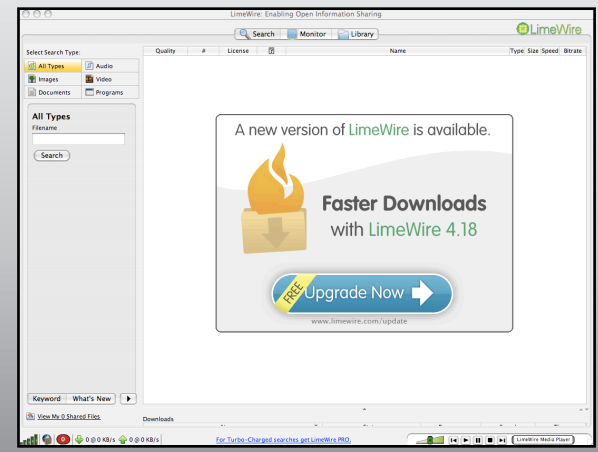 LimeWire: Enabling Open Information Sharing
Search Monitor Library
LimeWire
Select Search Type:
All Types Audio
Images Video
Documents Programs
Quality # License Name Type Size Speed Bitrate
All Types
Filename
Search
A new version of LimeWire is available.
Faster Downloads
with LimeWire 4.18
FREE Upgrade Now
www.limewire.com/update
Keyword What's New
View My 0 Shared Files
Downloads
0 0 @ 0 KB/s 0 @ 0 KB/s
For Turbo-Charged searches get LimeWire PRO.
LimeWire Media Player